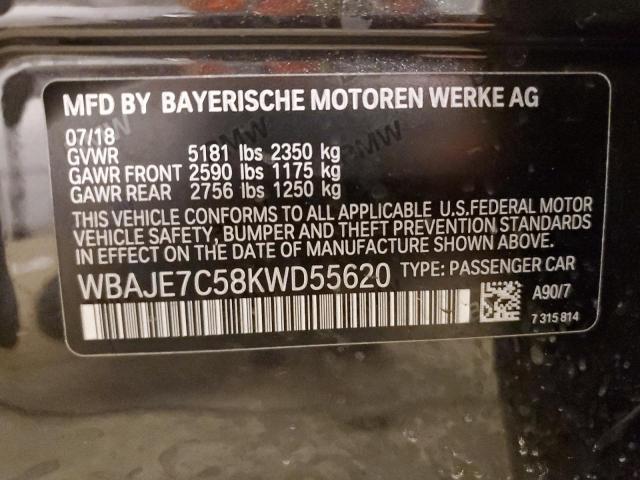 MFD BY BAYERISCHE MOTOREN WERKE AG
07/18
GVWR 5181 lbs 2350 kg
GAWR FRONT 2590 lbs 1175 kg
GAWR REAR 2756 lbs 1250 kg
THIS VEHICLE CONFORMS TO ALL APPLICABLE U.S.FEDERAL MOTOR
VEHICLE SAFETY, BUMPER AND THEFT PREVENTION STANDARDS
IN EFFECT ON THE DATE OF MANUFACTURE SHOWN ABOVE.
WBAJE7C58KWD55620 TYPE: PASSENGER CAR
A90/7
7 315 814